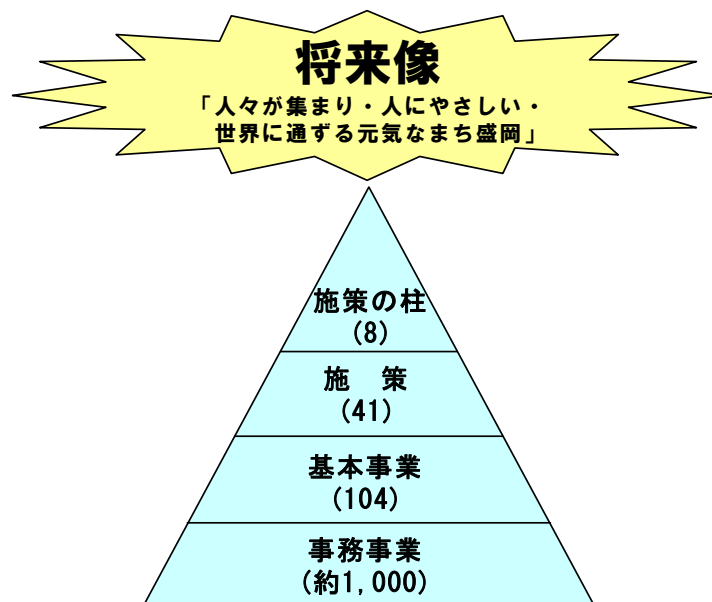 将来像
「人々が集まり・人にやさしい・
世界に通ずる元気なまち盛岡」
施策の柱
(8)
施　策
(41)
基本事業
(104)
事務事業
(約1,000)